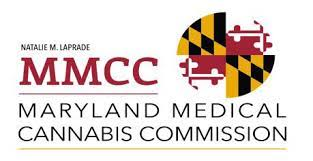 NATALIE M. LAPRADE
MMCC
MARYLAND MEDICAL
CANNABIS COMMISSION